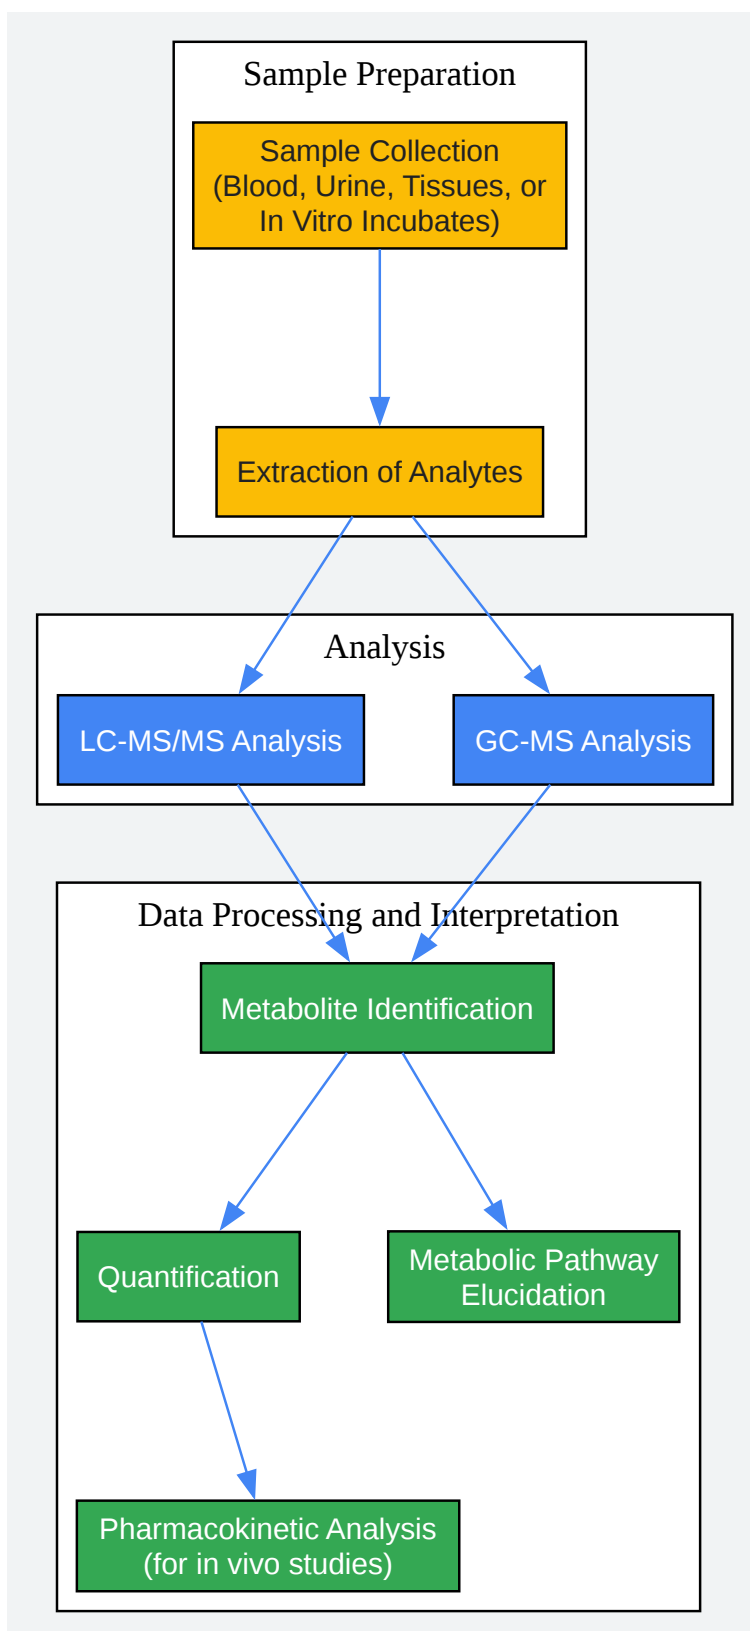 Sample Preparation
Sample Collection
(Blood, Urine, Tissues, or
In Vitro Incubates)
Extraction of Analytes
Analysis
LC-MS/MS Analysis
GC-MS Analysis
Data Processing and Interpretation
Metabolite Identification
Quantification
Metabolic Pathway
Elucidation
Pharmacokinetic Analysis
(for in vivo studies)